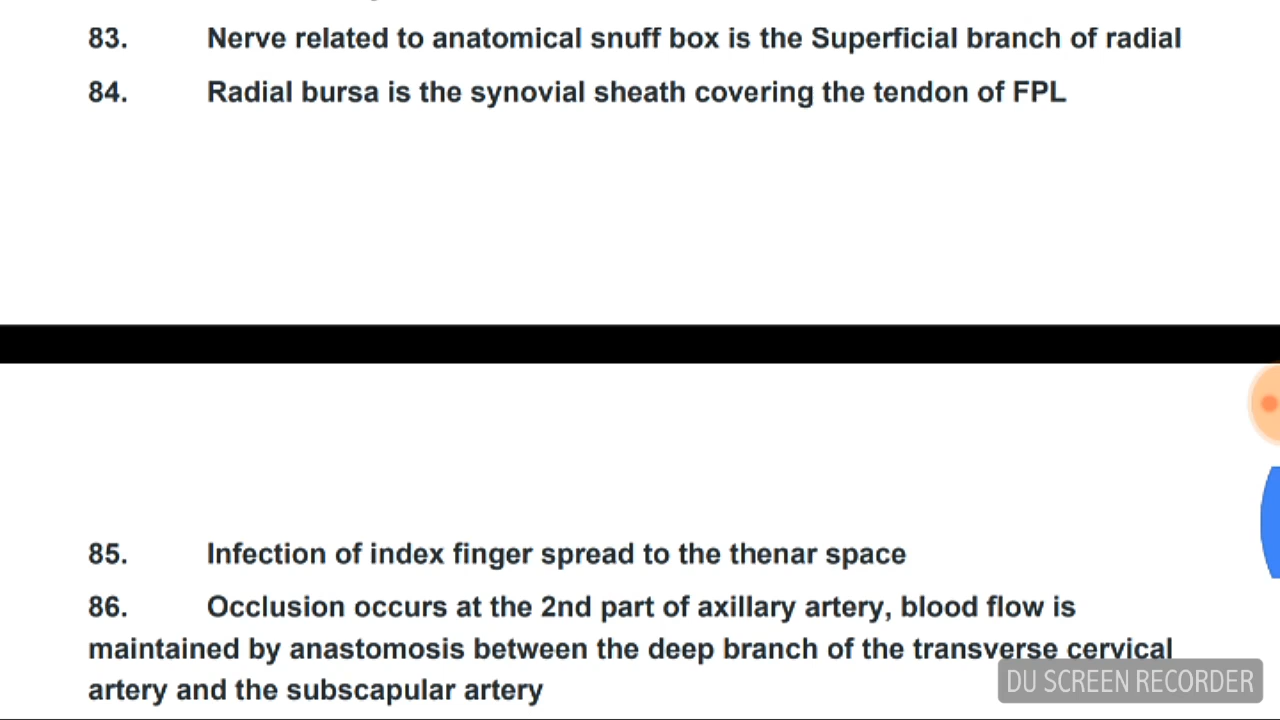 83. Nerve related to anatomical snuff box is the Superficial branch of radial
84. Radial bursa is the synovial sheath covering the tendon of FPL
85. Infection of index finger spread to the thenar space
86. Occlusion occurs at the 2nd part of axillary artery, blood flow is
maintained by anastomosis between the deep branch of the transverse cervical
artery and the subscapular artery
DU SCREEN RECORDER